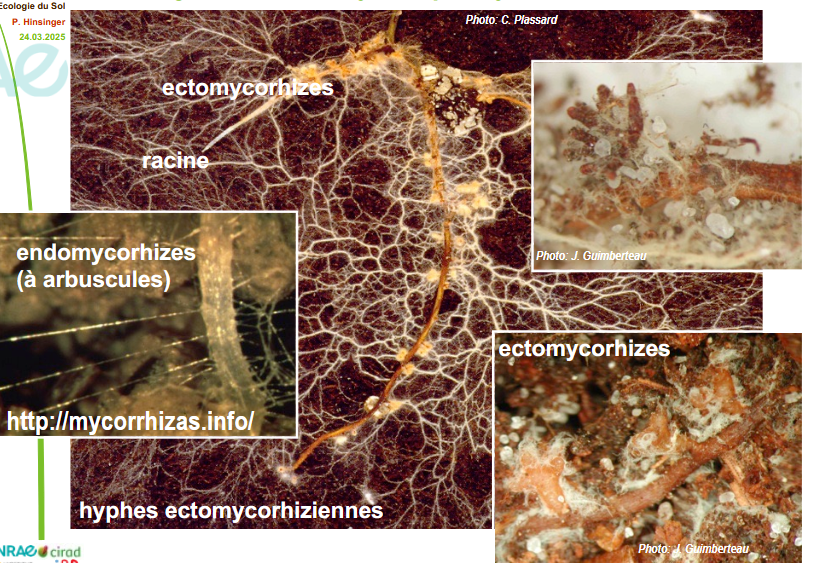 Ecologie du Sol
P. Hinsinger
24.03.2025
Photo: C. Plassard
ectomycorhizes
racine
Photo: J. Guimberteau
endomycorhizes
(à arbuscules)
ectomycorhizes
http://mycorrhizas.info/
hyphes ectomycorhiziennes
Photo: J. Guimberteau
cirad